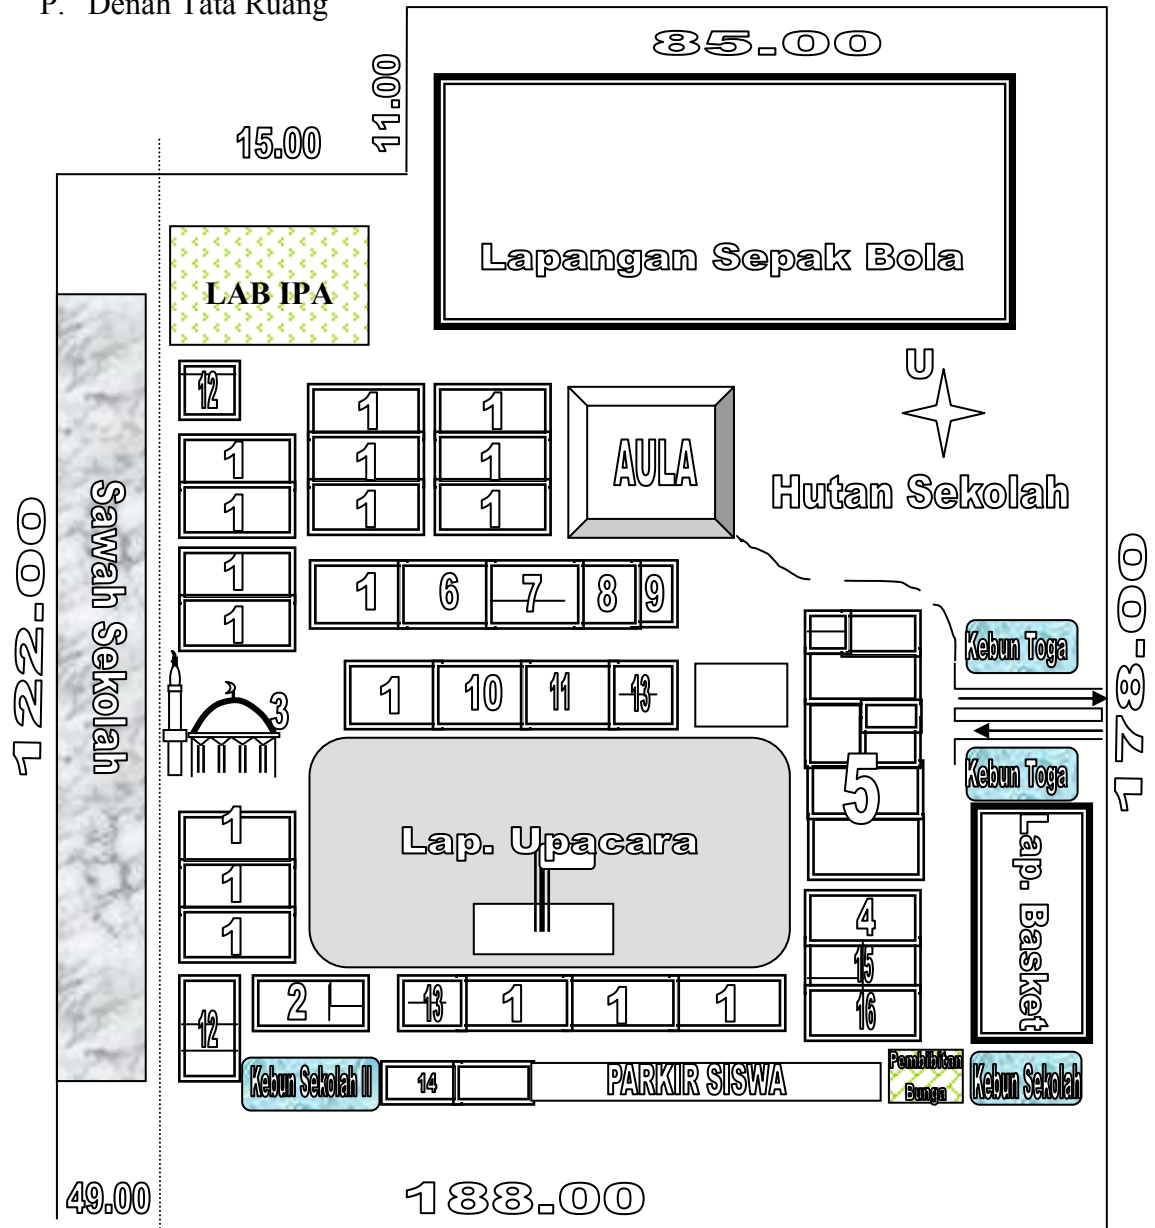 P. Denah Tata Ruang
85.00
11.00
15.00
Lapangan Sepak Bola
LAB IPA
U
12
1 1
1 1
1 1
1
1
AULA
Hutan Sekolah
Sawah Sekolah
122.00
178.00
1
1
1 6 7 8 9
Kebun Toga
3
1 10 11 13
Kebun Toga
5
Lap. Upacara
1
1
1
Lap. Basket
4
15
16
12
2
13 1 1 1
Kebun Sekolah II
14
PARKIR SISWA
Pembibitan
Bunga
Kebun Sekolah
49.00
188.00